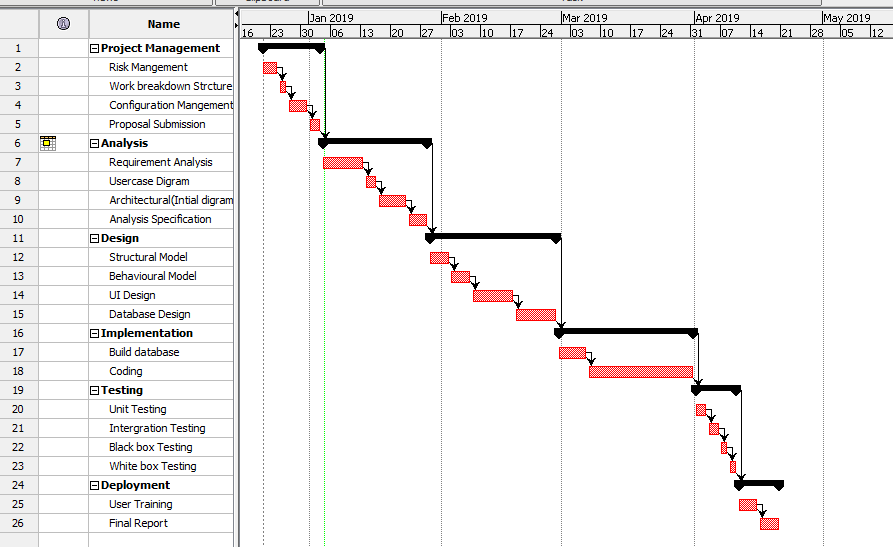 Jan 2019 Feb 2019 Mar 2019 Apr 2019 May 2019
Name
16 23 30 06 13 20 27 03 10 17 24 03 10 17 24 31 07 14 21 28 05 12
1 Project Management
2 Risk Mangement
3 Work breakdown Strcture
4 Configuration Mangement
5 Proposal Submission
6 Analysis
7 Requirement Analysis
8 Usercase Digram
9 Architectural(Intial digram
10 Analysis Specification
11 Design
12 Structural Model
13 Behavioural Model
14 UI Design
15 Database Design
16 Implementation
17 Build database
18 Coding
19 Testing
20 Unit Testing
21 Intergration Testing
22 Black box Testing
23 White box Testing
24 Deployment
25 User Training
26 Final Report